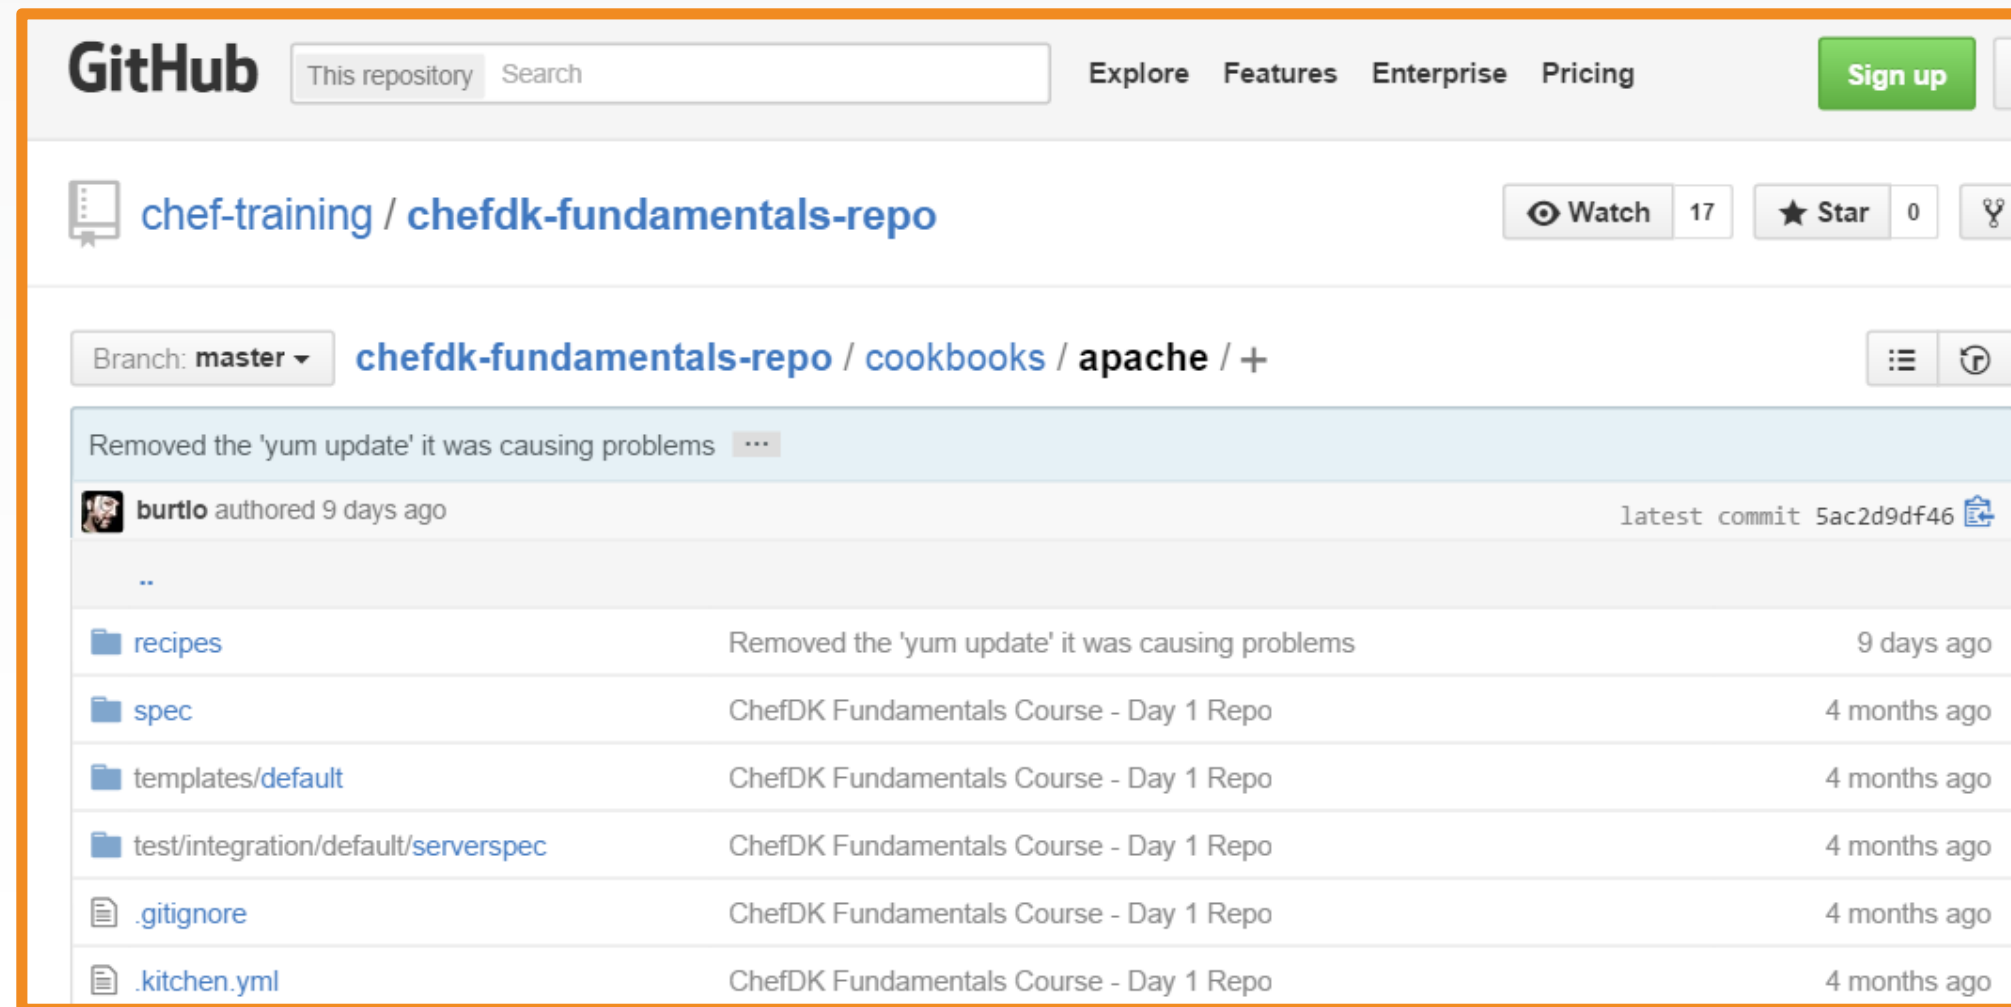 GitHub This repository Search Explore Features Enterprise Pricing Sign up
chef-training / chefdk-fundamentals-repo Watch 17 Star 0
Branch: master chefdk-fundamentals-repo / cookbooks / apache / +
Removed the 'yum update' it was causing problems ...
burtlo authored 9 days ago latest commit 5ac2d9df46
..
recipes Removed the 'yum update' it was causing problems 9 days ago
spec ChefDK Fundamentals Course - Day 1 Repo 4 months ago
templates/default ChefDK Fundamentals Course - Day 1 Repo 4 months ago
test/integration/default/serverspec ChefDK Fundamentals Course - Day 1 Repo 4 months ago
.gitignore ChefDK Fundamentals Course - Day 1 Repo 4 months ago
.kitchen.yml ChefDK Fundamentals Course - Day 1 Repo 4 months ago